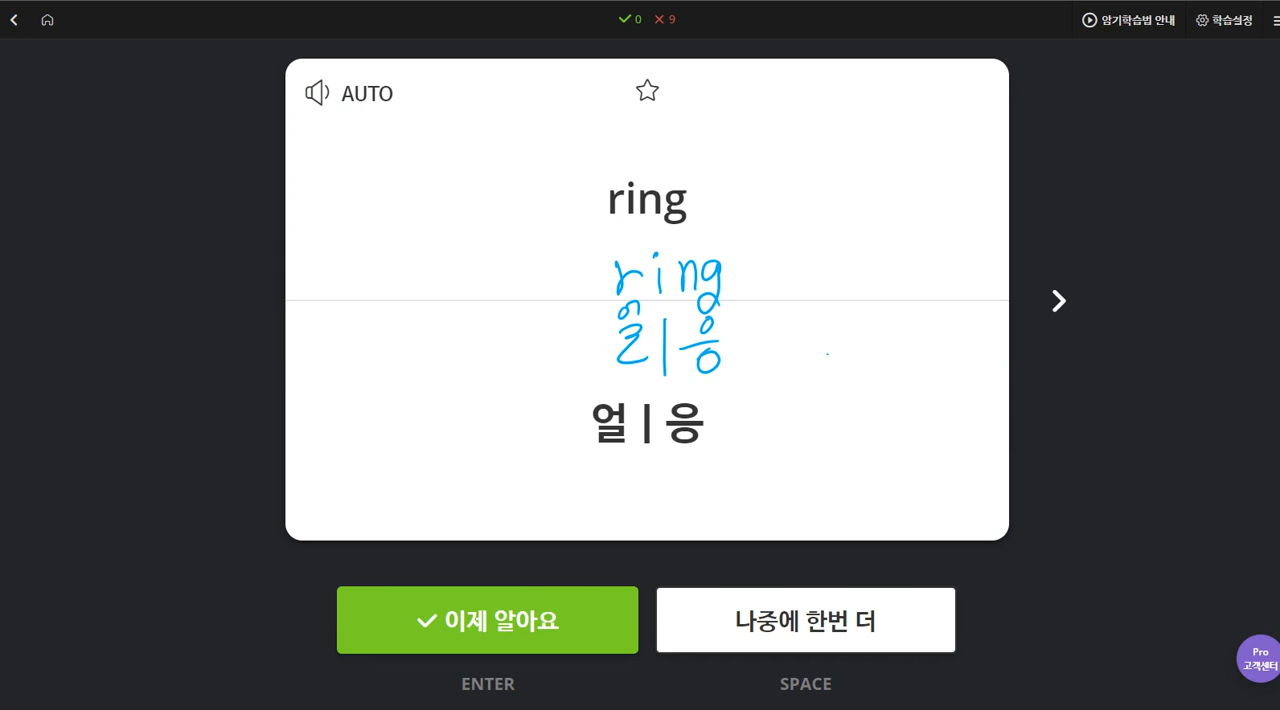 0 9 암기학습법 안내 학습설정
AUTO
ring
ring
얼 ㅣ 응
얼 ㅣ 응
이제 알아요 나중에 한번 더
ENTER SPACE
Pro
고객센터